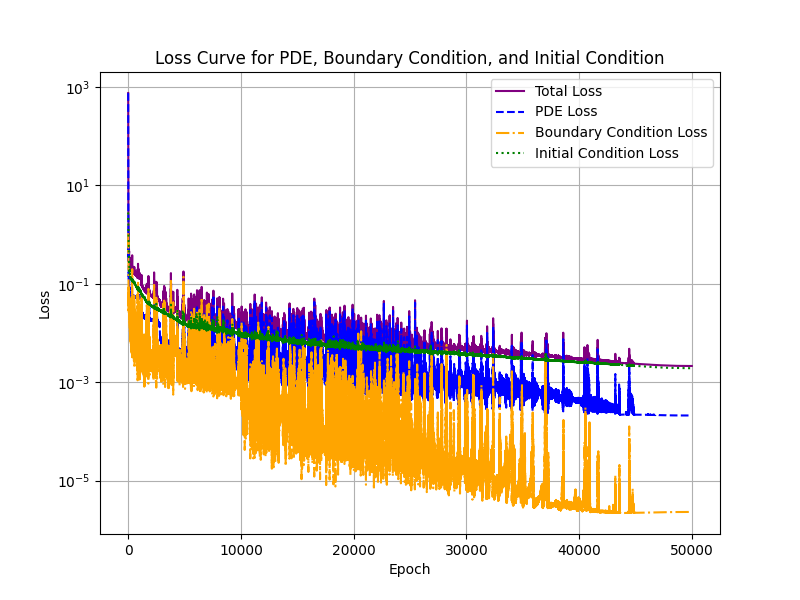 Loss Curve for PDE, Boundary Condition, and Initial Condition
Total Loss
PDE Loss
Boundary Condition Loss
Initial Condition Loss
Loss
10³
10¹
10⁻¹
10⁻³
10⁻⁵
0 10000 20000 30000 40000 50000
Epoch